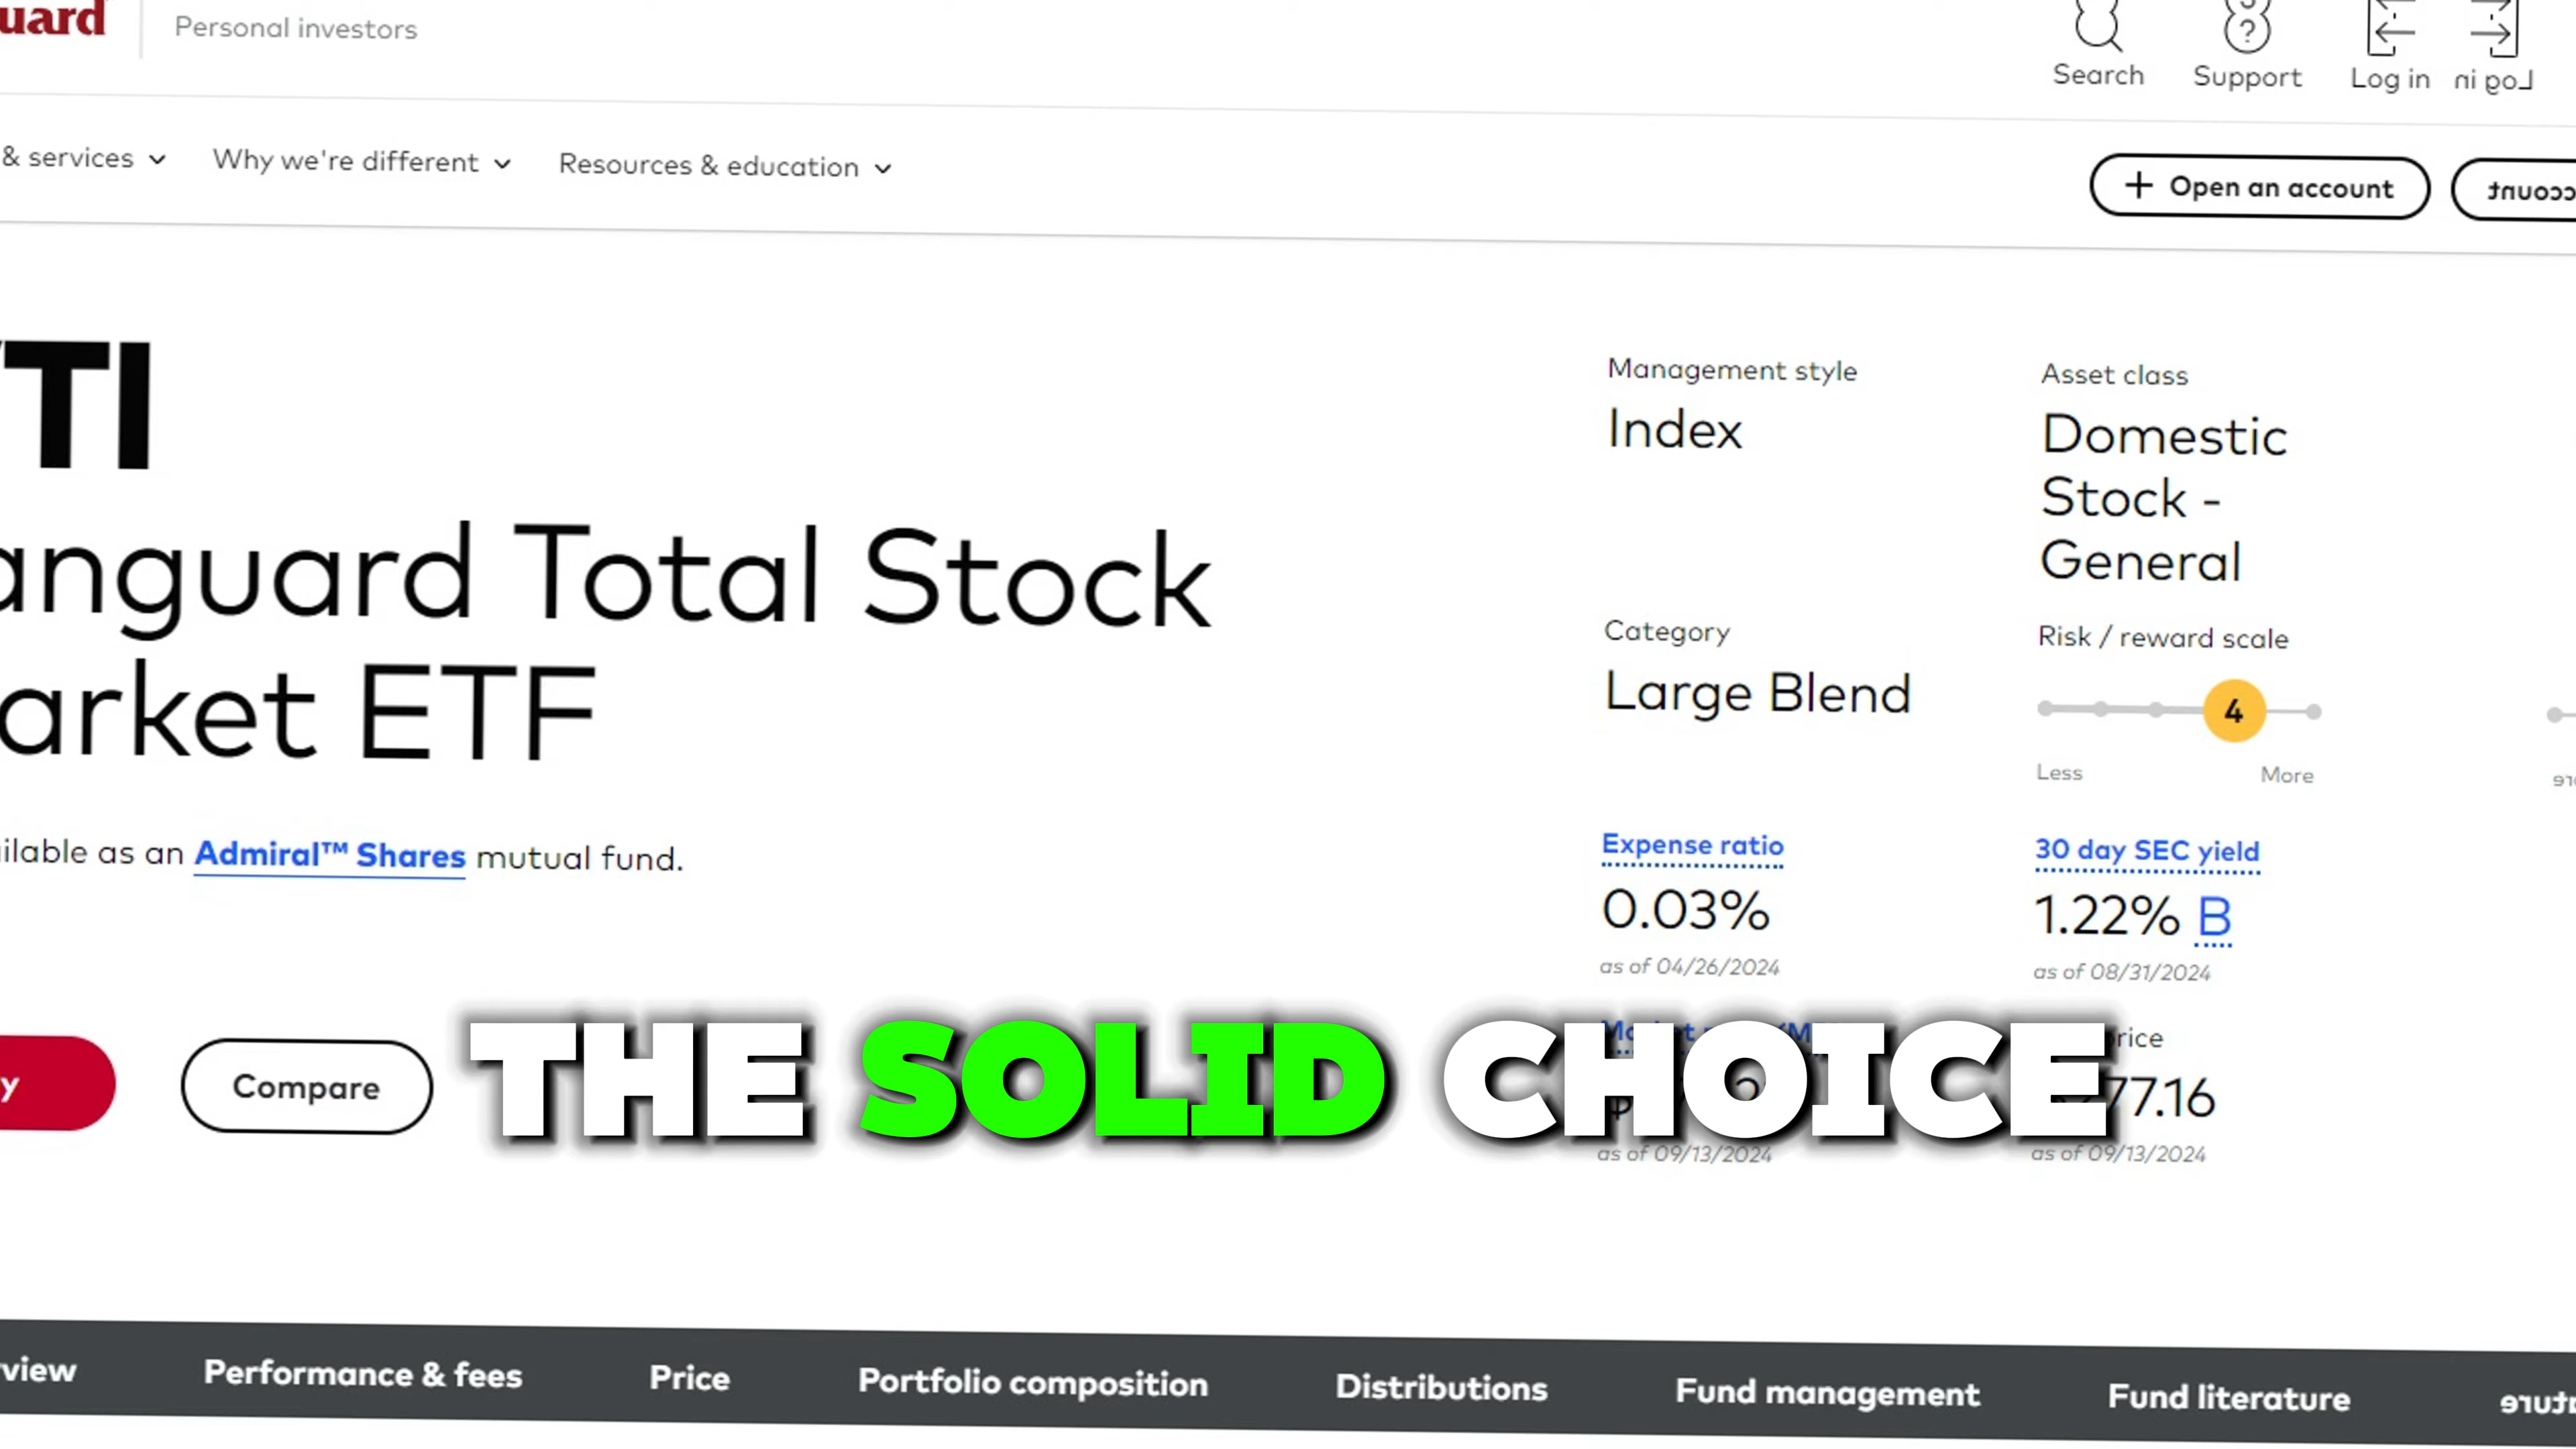 uard
Personal investors
Search
Support
Log in
& services
Why we're different
Resources & education
+ Open an account
TI
anguard Total Stock
arket ETF
ilable as an Admiral™ Shares mutual fund.
Management style
Index
Asset class
Domestic
Stock -
General
Category
Large Blend
Risk / reward scale
4
Less
More
Expense ratio
0.03%
as of 04/26/2024
30 day SEC yield
1.22% B
as of 08/31/2024
y
Compare
THE SOLID CHOICE
rice
77.16
as of 09/13/2024
as of 09/13/2024
view
Performance & fees
Price
Portfolio composition
Distributions
Fund management
Fund literature